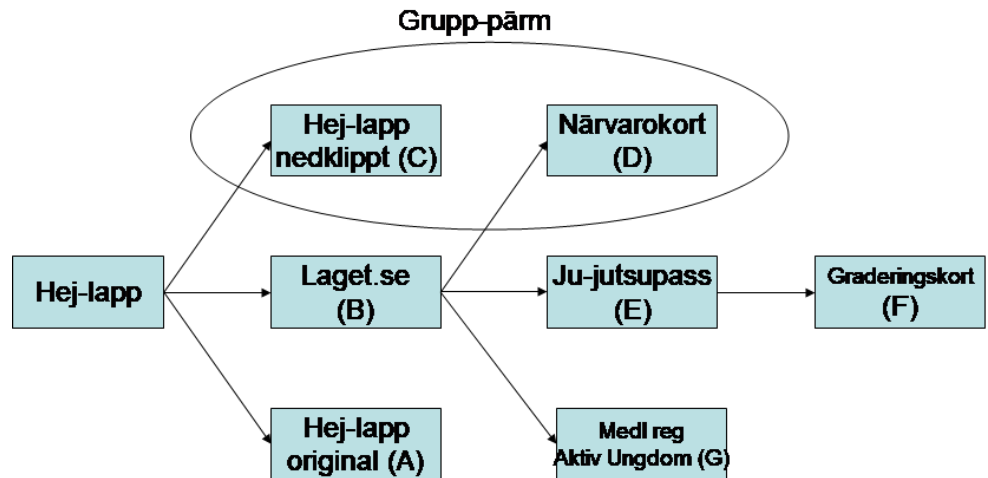 Grupp-pärm
Hej-lapp
nedklippt (C)
Närvarokort
(D)
Hej-lapp
Laget.se
(B)
Ju-jutsupass
(E)
Graderingskort
(F)
Hej-lapp
original (A)
Medl reg
Aktiv Ungdom (G)